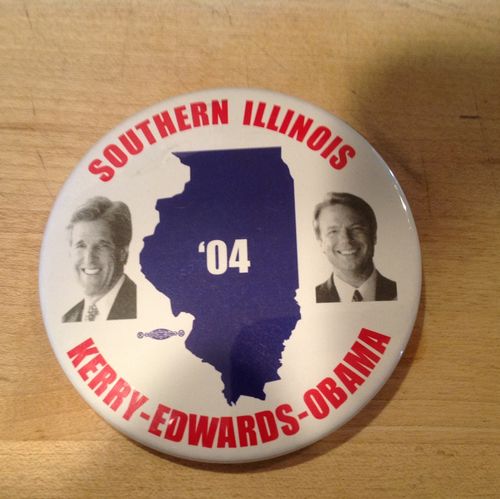 SOUTHERN ILLINOIS
'04
KERRY-EDWARDS-OBAMA